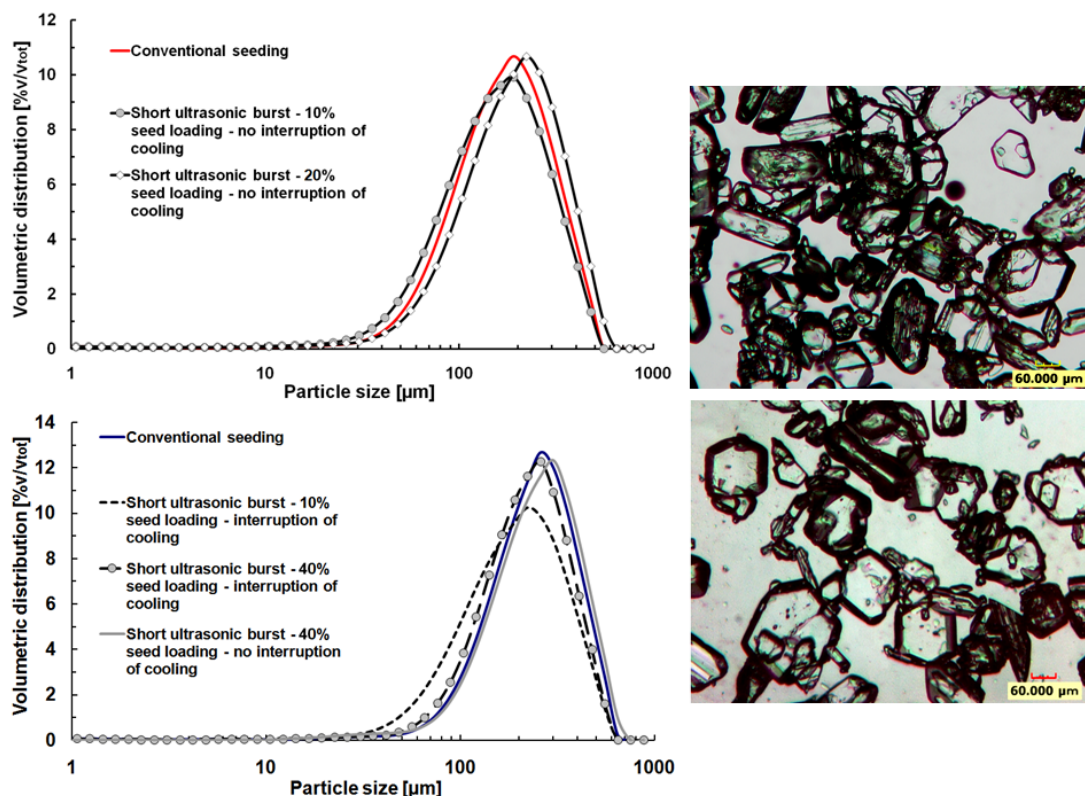 12
10
8
6
4
2
0
Volumetric distribution [%v/vtot]
Conventional seeding
Short ultrasonic burst - 10%
seed loading - no interruption of
cooling
Short ultrasonic burst - 20%
seed loading - no interruption of
cooling
1
10
100
1000
Particle size [µm]
60.000 µm
14
12
10
8
6
4
2
0
Volumetric distribution [%v/vtot]
Conventional seeding
Short ultrasonic burst - 10%
seed loading - interruption of
cooling
Short ultrasonic burst - 40%
seed loading - interruption of
cooling
Short ultrasonic burst - 40%
seed loading - no interruption
of cooling
1
10
100
1000
Particle size [µm]
60.000 µm